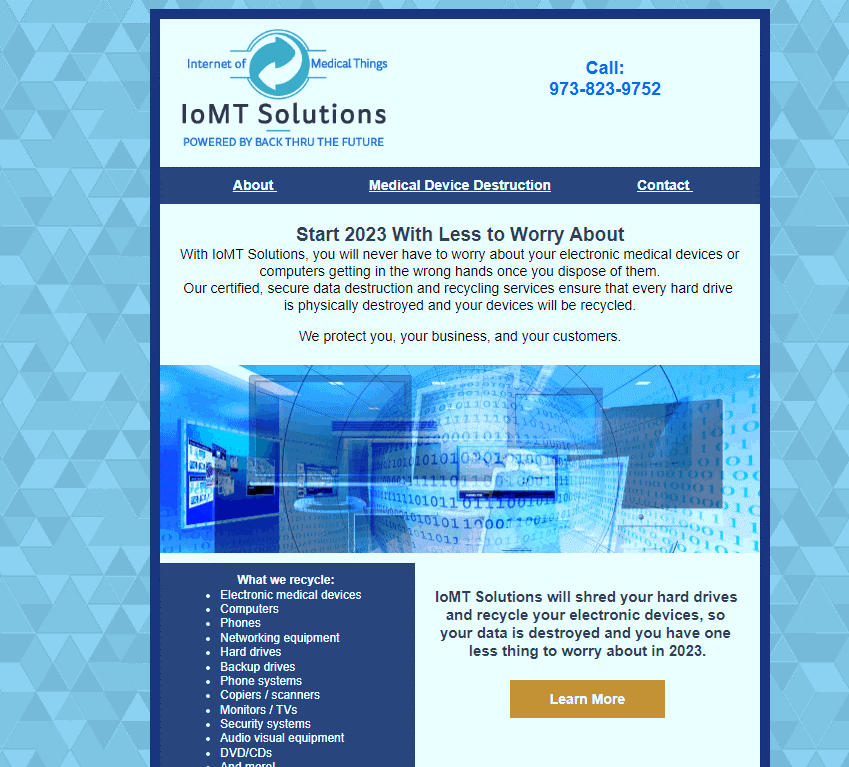 Internet of Medical Things
IoMT Solutions
POWERED BY BACK THRU THE FUTURE
Call:
973-823-9752
About
Medical Device Destruction
Contact
Start 2023 With Less to Worry About
With IoMT Solutions, you will never have to worry about your electronic medical devices or
computers getting in the wrong hands once you dispose of them.
Our certified, secure data destruction and recycling services ensure that every hard drive
is physically destroyed and your devices will be recycled.
We protect you, your business, and your customers.
What we recycle:
Electronic medical devices
Computers
Phones
Networking equipment
Hard drives
Backup drives
Phone systems
Copiers / scanners
Monitors / TVs
Security systems
Audio visual equipment
DVD/CDs
And more!
IoMT Solutions will shred your hard drives
and recycle your electronic devices, so
your data is destroyed and you have one
less thing to worry about in 2023.
Learn More